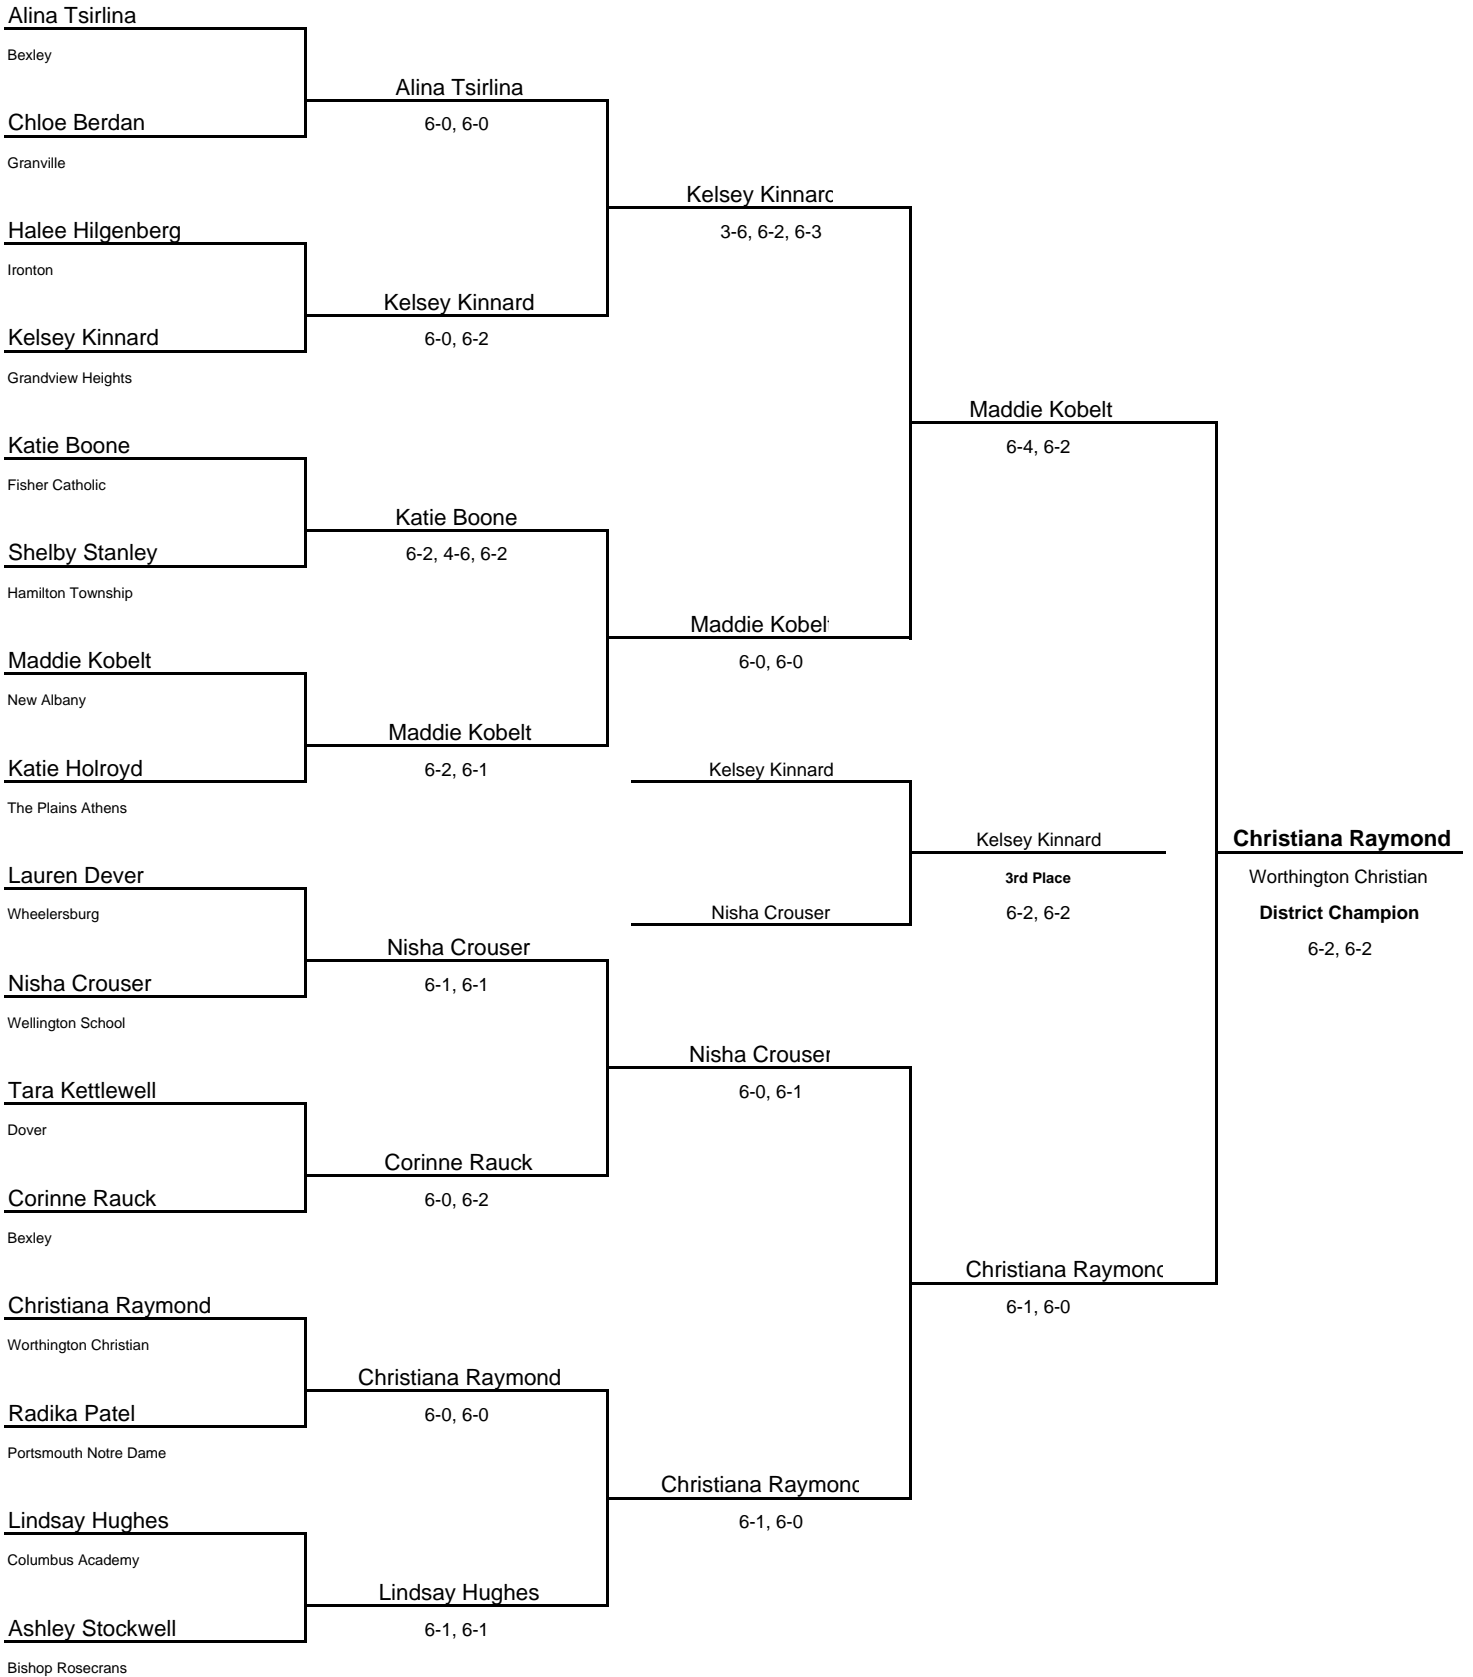 Alina Tsirlina
Bexley
Alina Tsirlina
Chloe Berdan
6-0, 6-0
Granville
Kelsey Kinnard
Halee Hilgenberg
3-6, 6-2, 6-3
Ironton
Kelsey Kinnard
Kelsey Kinnard
6-0, 6-2
Grandview Heights
Maddie Kobelt
Katie Boone
6-4, 6-2
Fisher Catholic
Katie Boone
Shelby Stanley
6-2, 4-6, 6-2
Hamilton Township
Maddie Kobelt
Maddie Kobelt
6-0, 6-0
New Albany
Maddie Kobelt
Katie Holroyd
6-2, 6-1
Kelsey Kinnard
The Plains Athens
Kelsey Kinnard
Christiana Raymond
Lauren Dever
3rd Place
Worthington Christian
Wheelersburg
Nisha Crouser
6-2, 6-2
District Champion
Nisha Crouser
6-2, 6-2
Nisha Crouser
6-1, 6-1
Wellington School
Nisha Crouser
Tara Kettlewell
6-0, 6-1
Dover
Corinne Rauck
Corinne Rauck
6-0, 6-2
Bexley
Christiana Raymond
Christiana Raymond
6-1, 6-0
Worthington Christian
Christiana Raymond
Radika Patel
6-0, 6-0
Portsmouth Notre Dame
Christiana Raymond
Lindsay Hughes
6-1, 6-0
Columbus Academy
Lindsay Hughes
Ashley Stockwell
6-1, 6-1
Bishop Rosecrans